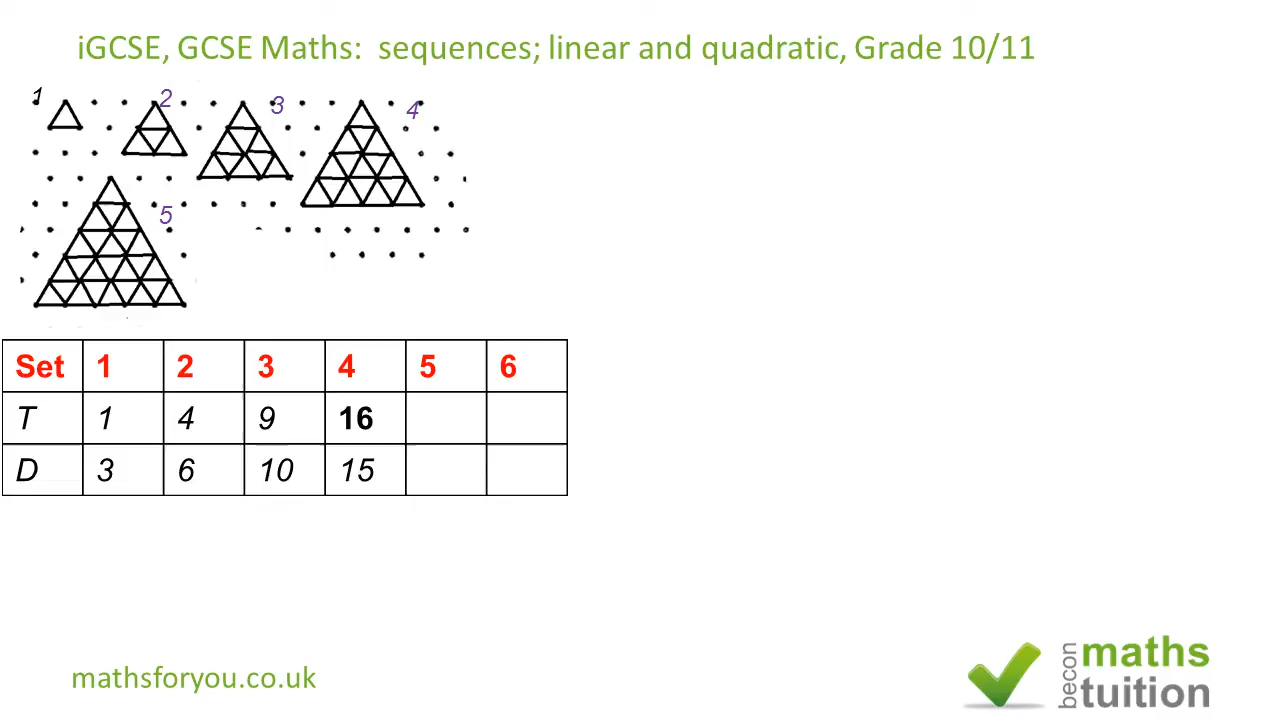 iGCSE, GCSE Maths: sequences; linear and quadratic, Grade 10/11
1 2 3 4
5
Set 1 2 3 4 5 6
T 1 4 9 16
D 3 6 10 15
mathsforyou.co.uk
becon
maths
tuition